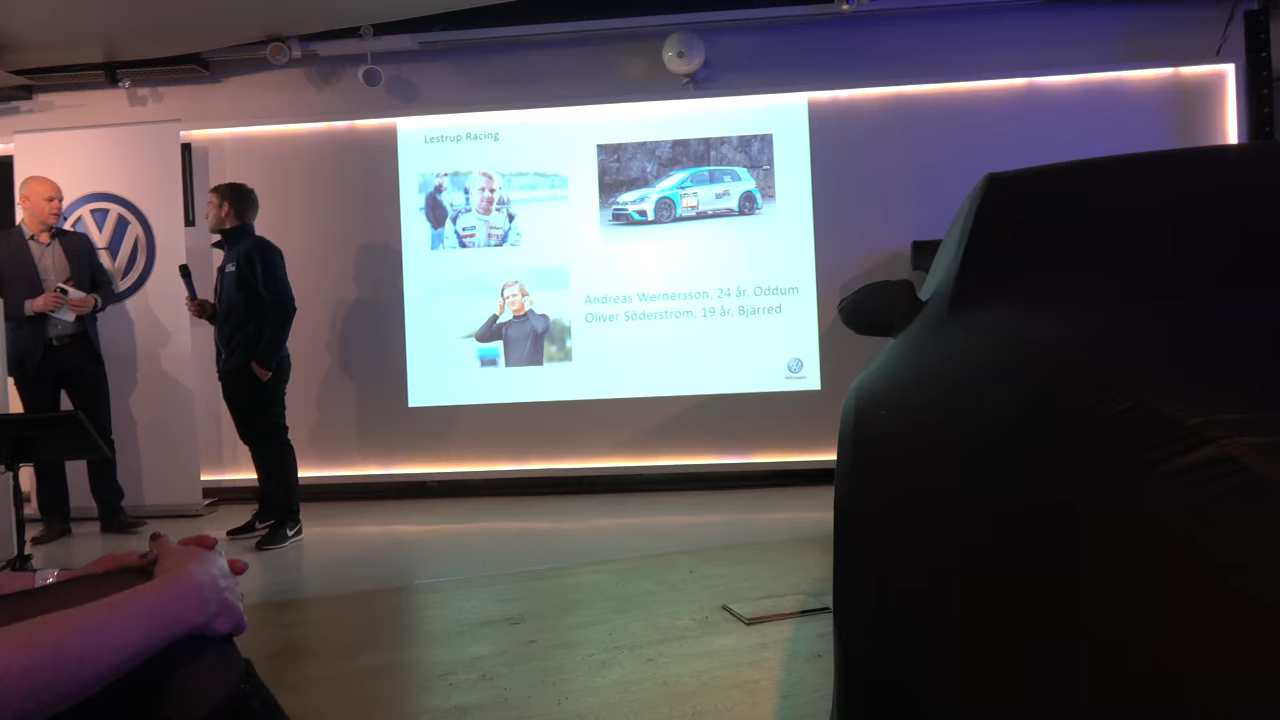 Lestrup Racing
Andreas Wernersson, 24 år, Oddum
Oliver Söderström, 19 år, Bjärred